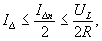 I_Δ ≤ I_Δn/2 ≤ U_L/2R,